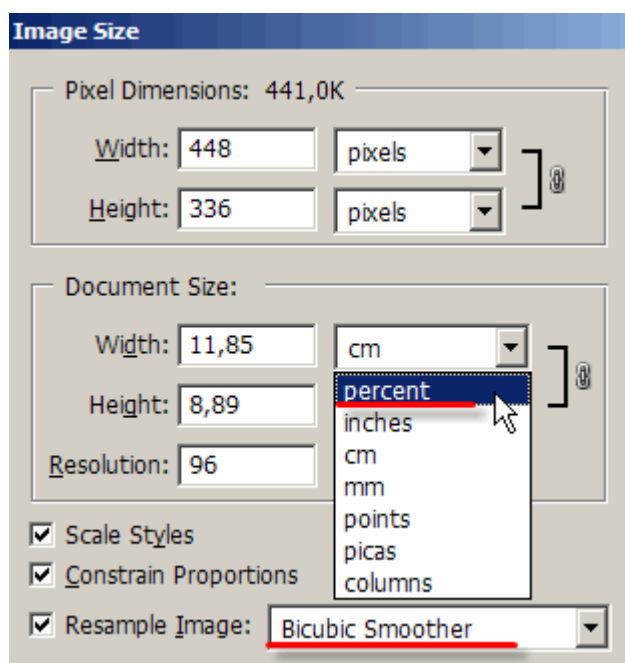 Image Size
Pixel Dimensions: 441,0K
Width: 448 pixels
Height: 336 pixels
Document Size:
Width: 11,85 cm
percent
Height: 8,89
inches
cm
Resolution: 96
mm
points
Scale Styles
picas
Constrain Proportions
columns
Resample Image: Bicubic Smoother